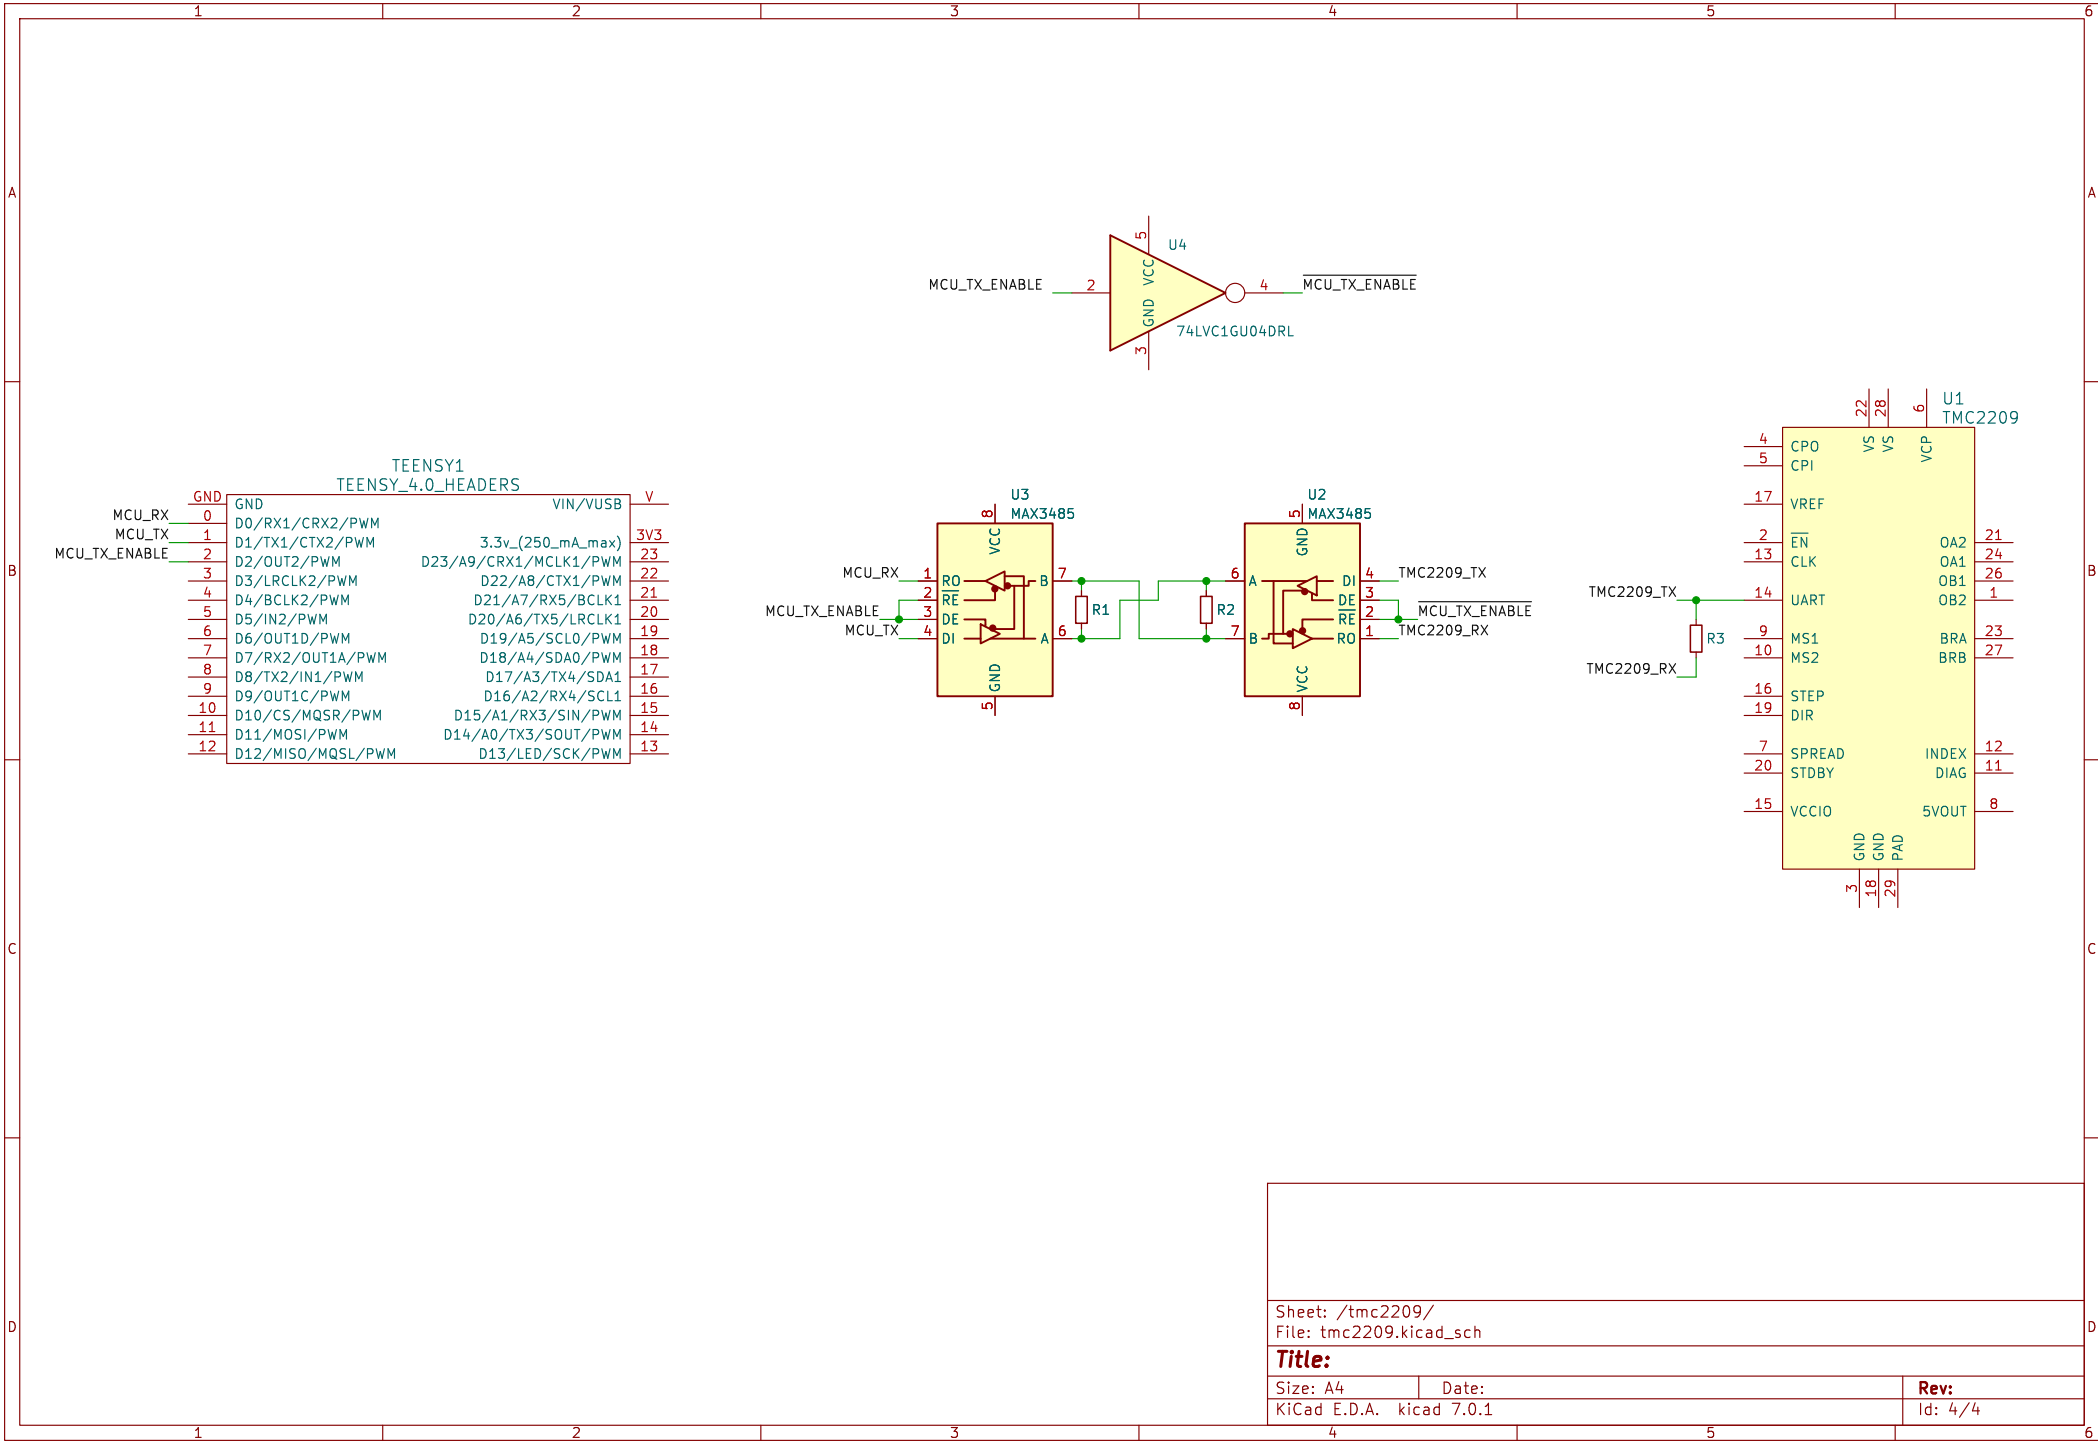 1 2 3 4 5 6
A A
B B
C C
D D
1 2 3 4 5 6
5
VCC
U4
MCU_TX_ENABLE
2
4
MCU_TX_ENABLE
GND
74LVC1GU04DRL
3
TEENSY1
TEENSY_4.0_HEADERS
MCU_RX
MCU_TX
MCU_TX_ENABLE
GND GND
0 D0/RX1/CRX2/PWM
1 D1/TX1/CTX2/PWM
2 D2/OUT2/PWM
3 D3/LRCLK2/PWM
4 D4/BCLK2/PWM
5 D5/IN2/PWM
6 D6/OUT1D/PWM
7 D7/RX2/OUT1A/PWM
8 D8/TX2/IN1/PWM
9 D9/OUT1C/PWM
10 D10/CS/MQSR/PWM
11 D11/MOSI/PWM
12 D12/MISO/MQSL/PWM
VIN/VUSB V
3.3v_(250_mA_max) 3V3
D23/A9/CRX1/MCLK1/PWM 23
D22/A8/CTX1/PWM 22
D21/A7/RX5/BCLK1 21
D20/A6/TX5/LRCLK1 20
D19/A5/SCL0/PWM 19
D18/A4/SDA0/PWM 18
D17/A3/TX4/SDA1 17
D16/A2/RX4/SCL1 16
D15/A1/RX3/SIN/PWM 15
D14/A0/TX3/SOUT/PWM 14
D13/LED/SCK/PWM 13
U3
MAX3485
8
VCC
MCU_RX
MCU_TX_ENABLE
MCU_TX
1 RO
2 RE
3 DE
4 DI
B 7
A 6
GND
5
R1
R2
U2
MAX3485
5
GND
6 A
7 B
DI 4
DE 3
RE 2
RO 1
VCC
8
TMC2209_TX
MCU_TX_ENABLE
TMC2209_RX
TMC2209_TX
R3
TMC2209_RX
U1
TMC2209
22 28 6
VS VS VCP
4 CPO
5 CPI
17 VREF
2 EN
13 CLK
14 UART
9 MS1
10 MS2
16 STEP
19 DIR
7 SPREAD
20 STDBY
15 VCCIO
OA2 21
OA1 24
OB1 26
OB2 1
BRA 23
BRB 27
INDEX 12
DIAG 11
5VOUT 8
GND GND PAD
3 18 29
Sheet: /tmc2209/
File: tmc2209.kicad_sch
Title:
Size: A4 Date: Rev:
KiCad E.D.A. kicad 7.0.1 Id: 4/4